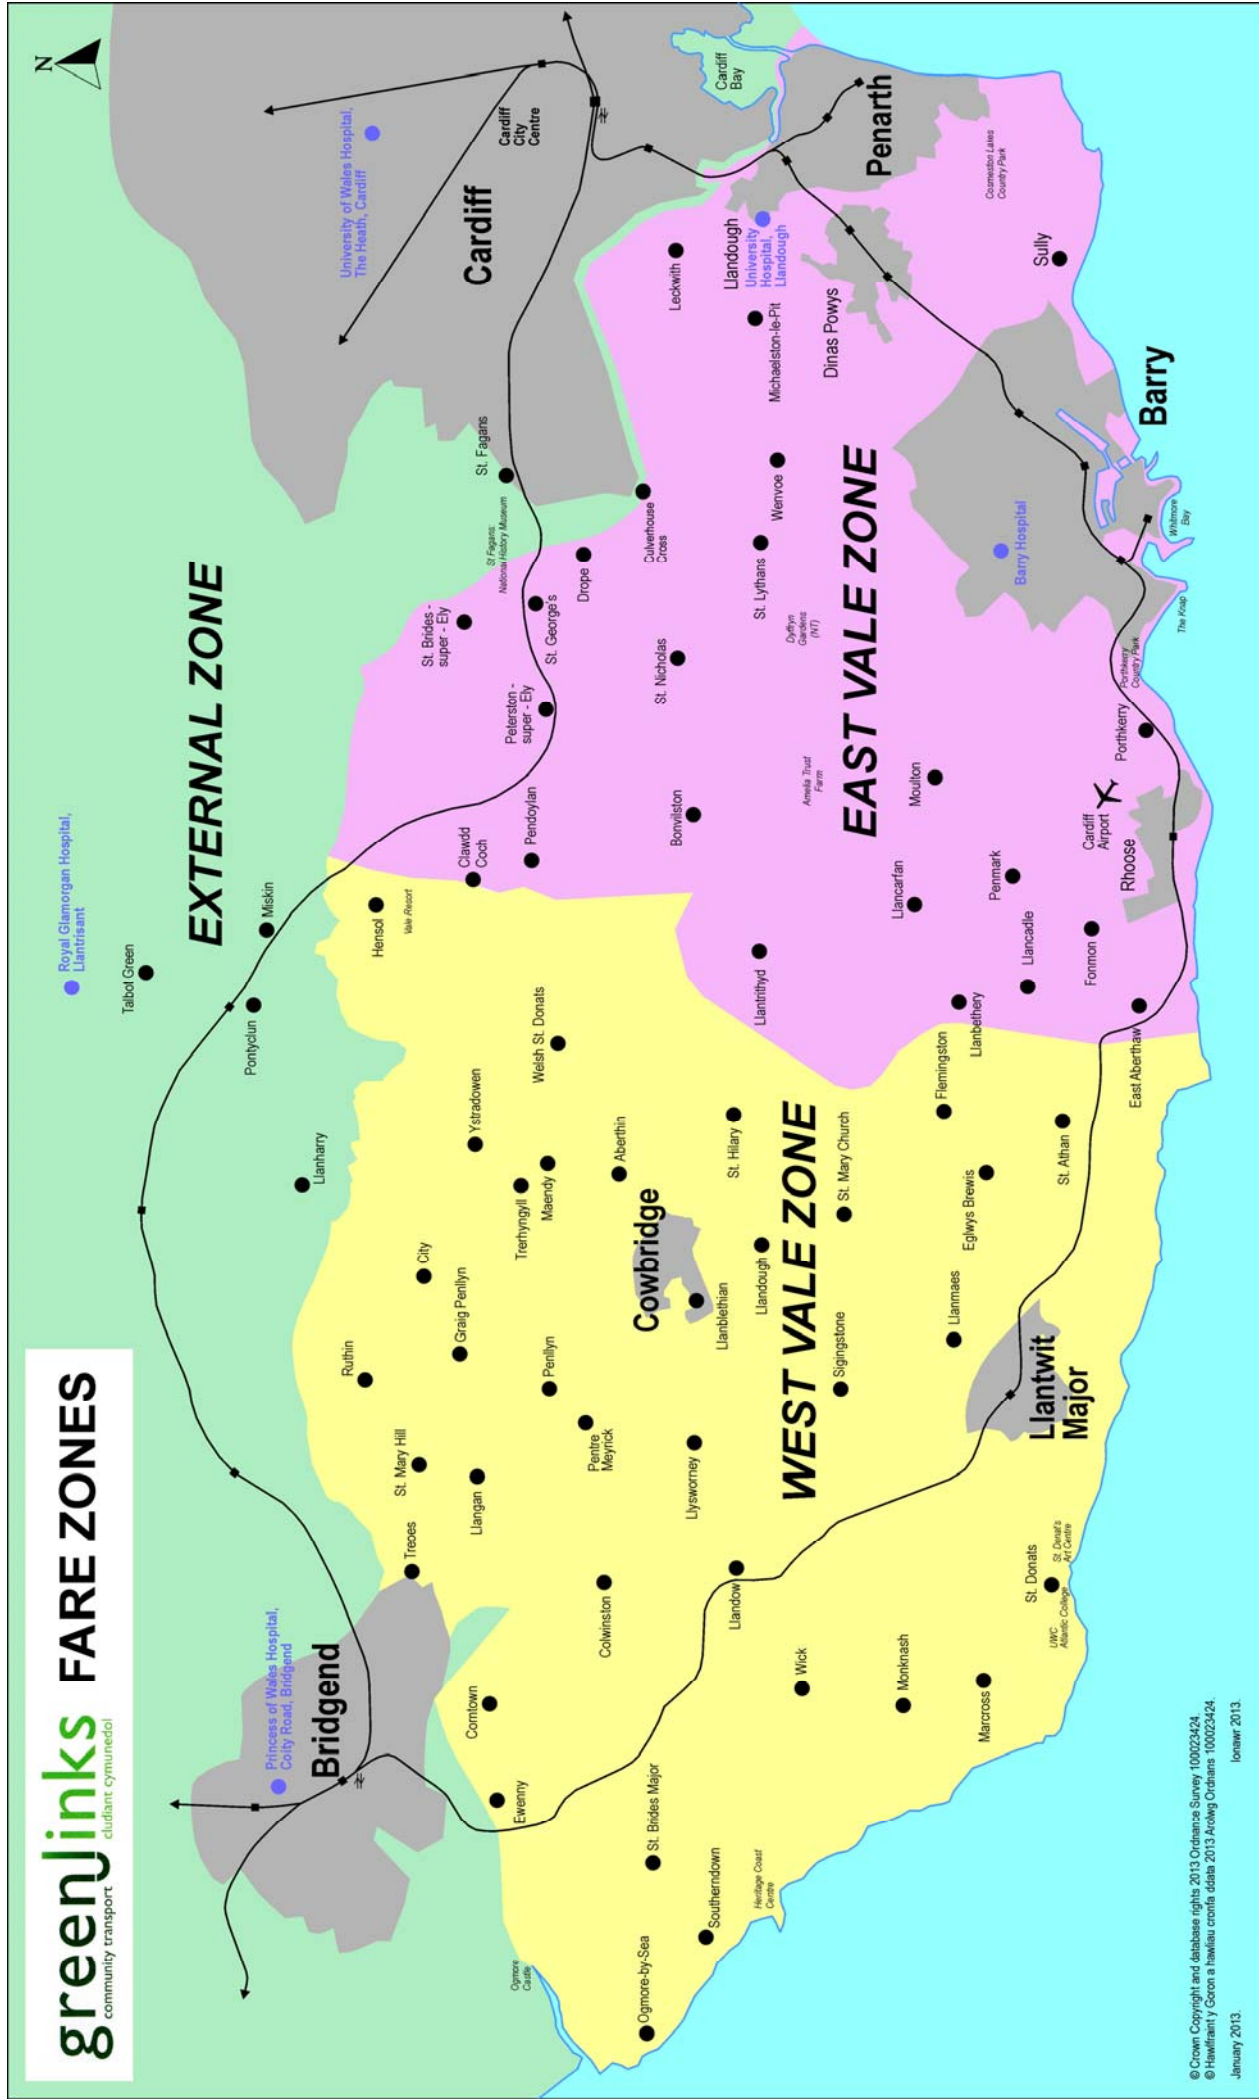 greenlinks FARE ZONES
community transport cludiant cymunedol
N
EXTERNAL ZONE
EAST VALE ZONE
WEST VALE ZONE
Royal Glamorgan Hospital,
Llantrisant
Talbot Green
Pontyclun
Miskin
Llanharry
University of Wales Hospital,
The Heath, Cardiff
Cardiff
Cardiff
City
Centre
Cardiff
Bay
Princess of Wales Hospital,
Coity Road, Bridgend
Bridgend
St. Fagans
St Fagans:
National History Museum
St. Brides -
super - Ely
St. George's
Drope
Peterston -
super - Ely
Culverhouse
Cross
Leckwith
Llandough
University
Hospital,
Llandough
Penarth
Michaelston-le-Pit
Dinas Powys
Cosmeston Lakes
Country Park
Sully
Wenvoe
St. Lythans
Dyffryn
Gardens
(NT)
St. Nicholas
Bonvilston
Amelia Trust
Farm
Clawdd
Coch
Pendoylan
Barry Hospital
Barry
Whitmore
Bay
The Knap
Porthkerry
Country Park
Porthkerry
Moulton
Cardiff
Airport
Rhoose
Llancarfan
Penmark
Llancadle
Fonmon
Llantrithyd
Llanbethery
East Aberthaw
Hensol
Vale Resort
Welsh St. Donats
Ystradowen
Trerhyngyll
Maendy
Aberthin
City
Graig Penllyn
Ruthin
Penllyn
Pentre
Meyrick
St. Mary Hill
Llangan
Treoes
Cowbridge
Llanblethian
St. Hilary
Llandough
St. Mary Church
Flemingston
Eglwys Brewis
St. Athan
Sigingstone
Llanmaes
Llantwit
Major
Llysworney
Colwinston
Llandow
Corntown
Ewenny
St. Brides Major
Southerndown
Ogmore
Castle
Ogmore-by-Sea
Heritage Coast
Centre
Wick
Monknash
Marcross
St. Donats
UWC
Atlantic College
St. Donat's
Art Centre
© Crown Copyright and database rights 2013 Ordnance Survey 100023424.
© Hawlfraint y Goron a hawliau cronfa ddata 2013 Arolwg Ordnans 100023424.
January 2013. Ionawr 2013.